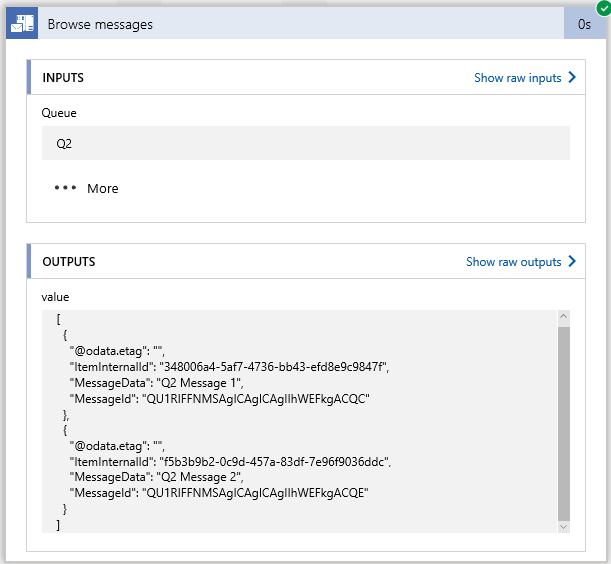 Browse messages
0s
INPUTS
Show raw inputs
Queue
Q2
More
OUTPUTS
Show raw outputs
value
[
{
"@odata.etag": "",
"ItemInternalId": "348006a4-5af7-4736-bb43-efd8e9c9847f",
"MessageData": "Q2 Message 1",
"MessageId": "QU1RIFFNMSAgICAgICAgIIhWEFkgACQC"
},
{
"@odata.etag": "",
"ItemInternalId": "f5b3b9b2-0c9d-457a-83df-7e96f9036ddc",
"MessageData": "Q2 Message 2",
"MessageId": "QU1RIFFNMSAgICAgICAgIIhWEFkgACQE"
}
]